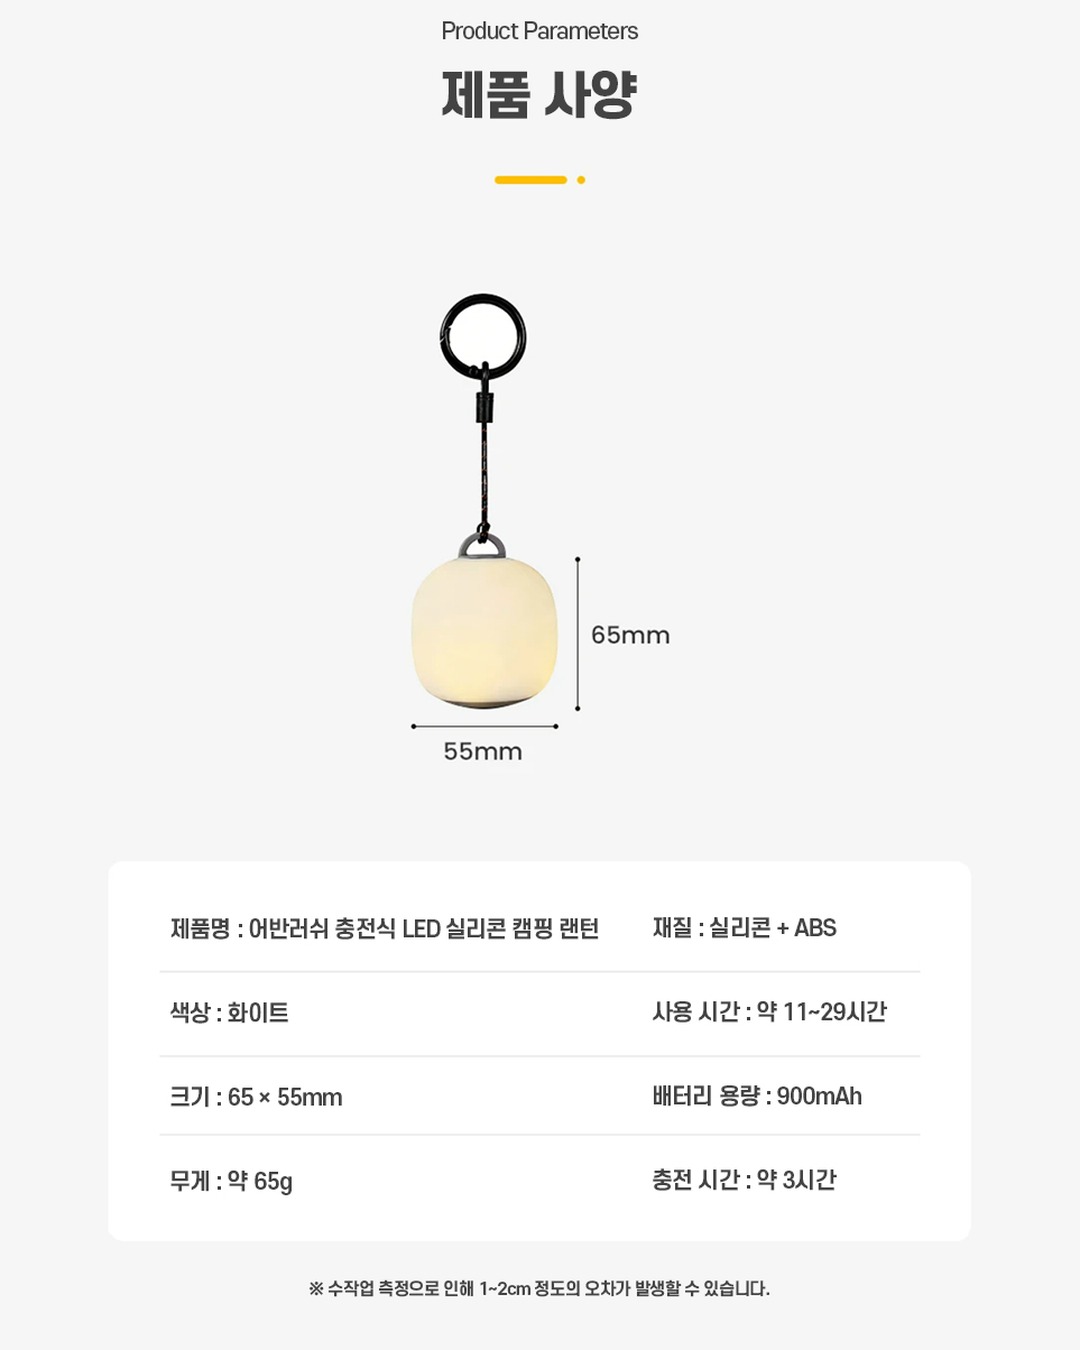 Product Parameters
제품 사양
65mm
55mm
제품명 : 어반러쉬 충전식 LED 실리콘 캠핑 랜턴
재질 : 실리콘 + ABS
색상 : 화이트
사용 시간 : 약 11~29시간
크기 : 65 × 55mm
배터리 용량 : 900mAh
무게 : 약 65g
충전 시간 : 약 3시간
※ 수작업 측정으로 인해 1~2cm 정도의 오차가 발생할 수 있습니다.